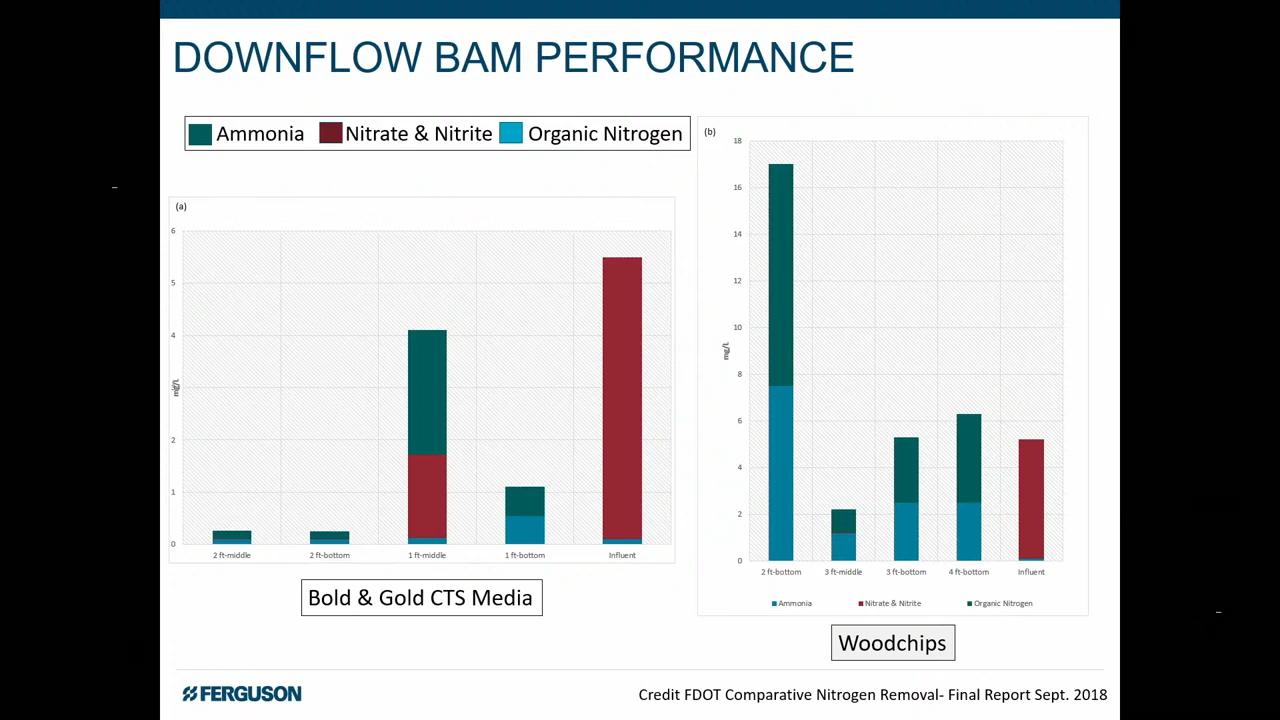 DOWNFLOW BAM PERFORMANCE
Ammonia Nitrate & Nitrite Organic Nitrogen
(a)
6
5
4
3
2
1
0
mg/L
2 ft-middle 2 ft-bottom 1 ft-middle 1 ft-bottom Influent
Bold & Gold CTS Media
(b)
18
16
14
12
10
8
6
4
2
0
mg/L
2 ft-bottom 3 ft-middle 3 ft-bottom 4 ft-bottom Influent
Ammonia Nitrate & Nitrite Organic Nitrogen
Woodchips
FERGUSON
Credit FDOT Comparative Nitrogen Removal- Final Report Sept. 2018